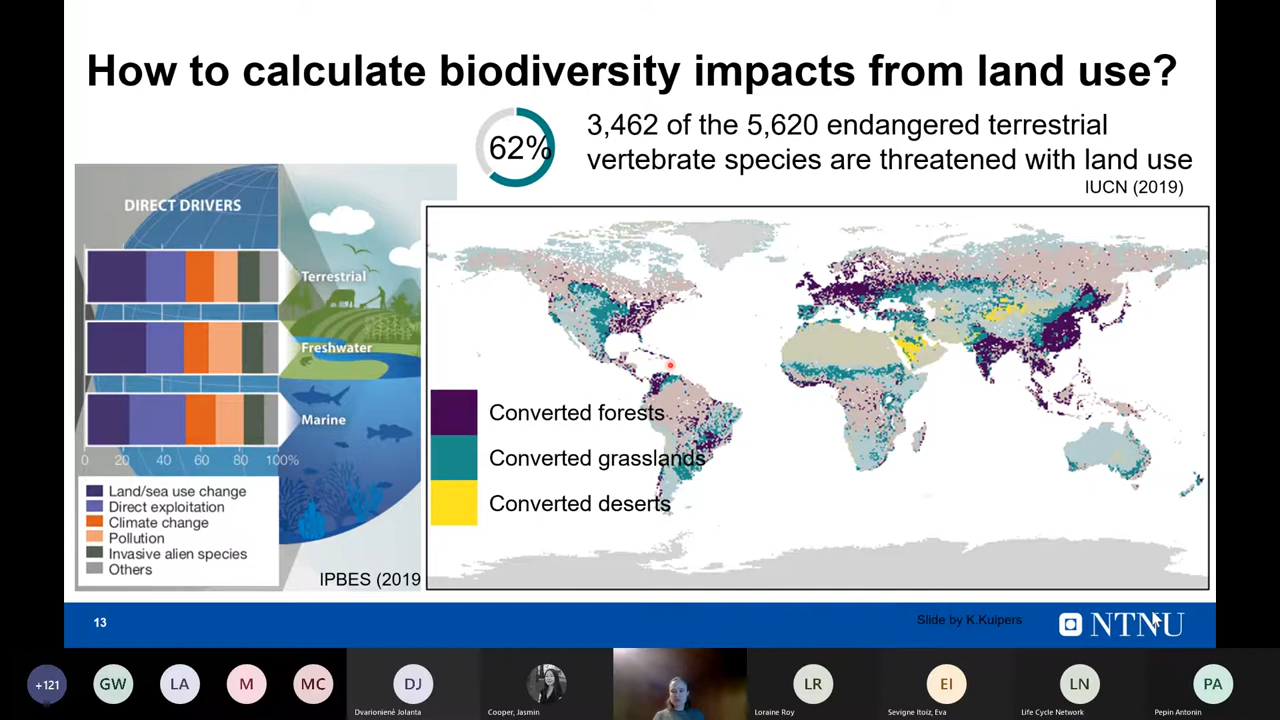 How to calculate biodiversity impacts from land use?
62%
3,462 of the 5,620 endangered terrestrial
vertebrate species are threatened with land use
IUCN (2019)
DIRECT DRIVERS
Terrestrial
Freshwater
Marine
0 20 40 60 80 100%
Land/sea use change
Direct exploitation
Climate change
Pollution
Invasive alien species
Others
IPBES (2019
Converted forests
Converted grasslands
Converted deserts
13
Slide by K.Kuipers
NTNU
+121
GW
LA
M
MC
DJ
LR
EI
LN
PA
Dvarionienė Jolanta
Cooper, Jasmin
Loraine Roy
Sevigne Itoiz, Eva
Life Cycle Network
Pepin Antonin